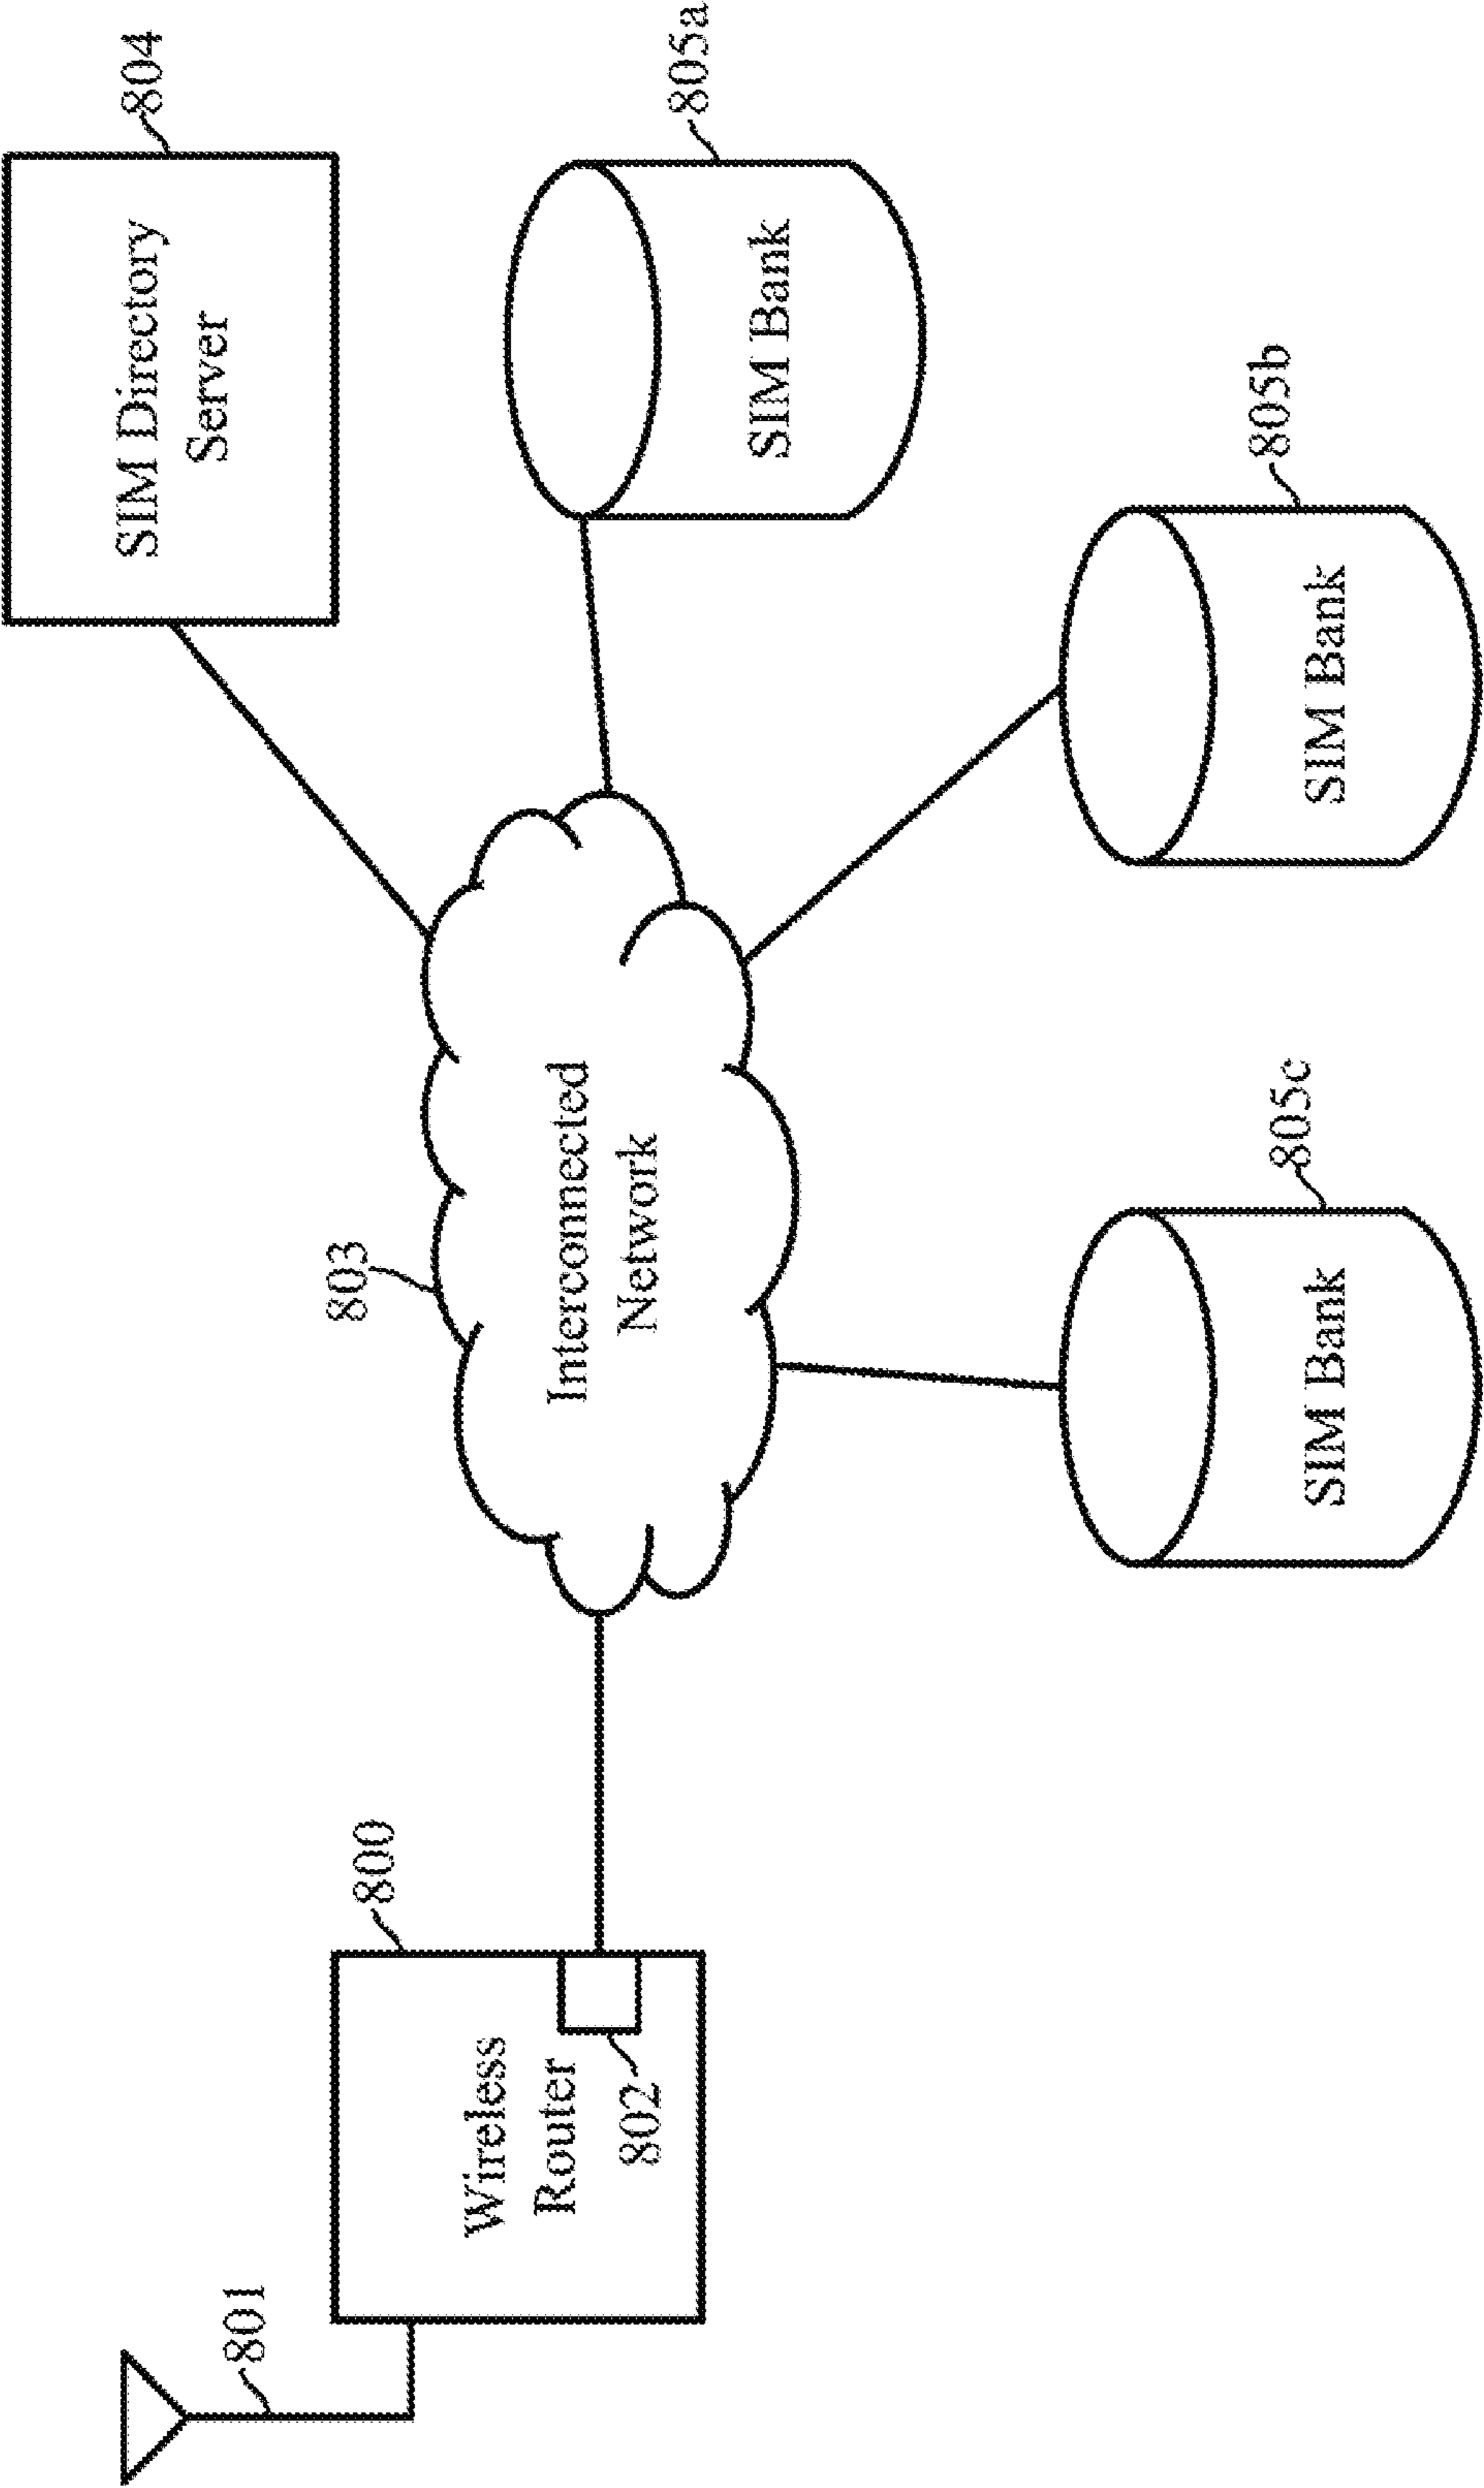 804
SIM Directory
Server
805a
SIM Bank
803
Interconnected
Network
805b
SIM Bank
805c
SIM Bank
800
Wireless
Router
802
801